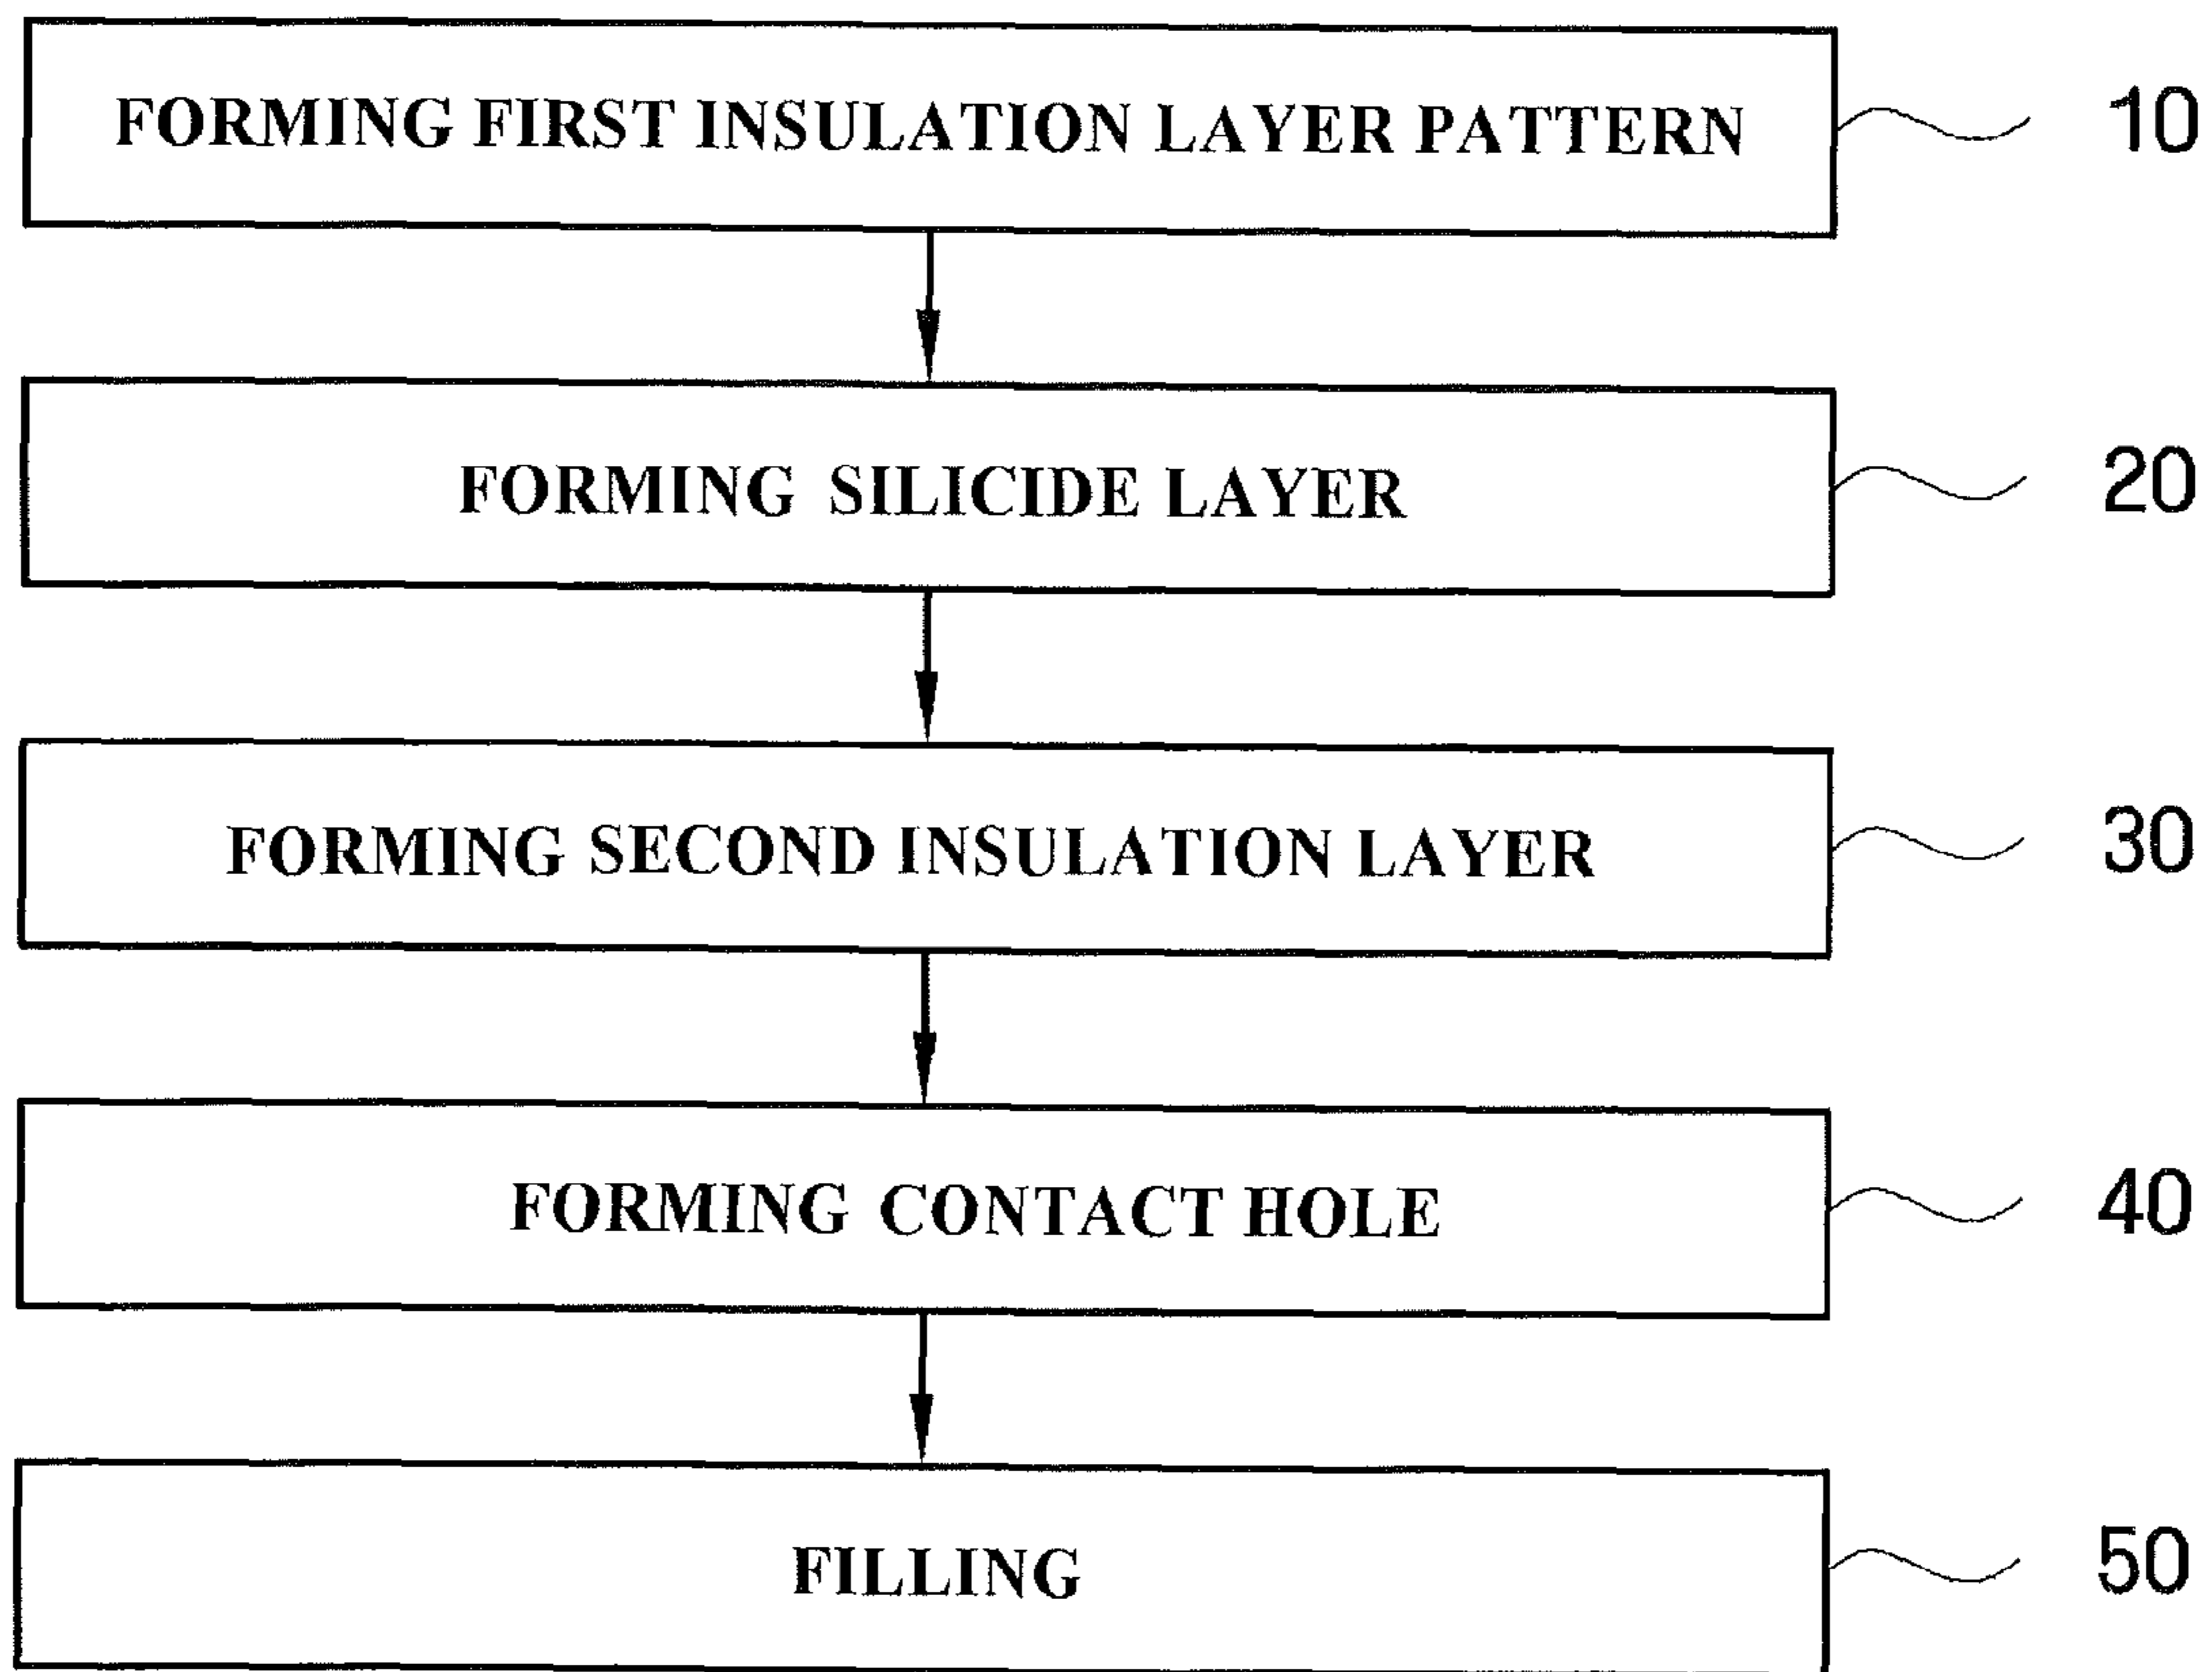 FORMING FIRST INSULATION LAYER PATTERN 10
FORMING SILICIDE LAYER 20
FORMING SECOND INSULATION LAYER 30
FORMING CONTACT HOLE 40
FILLING 50